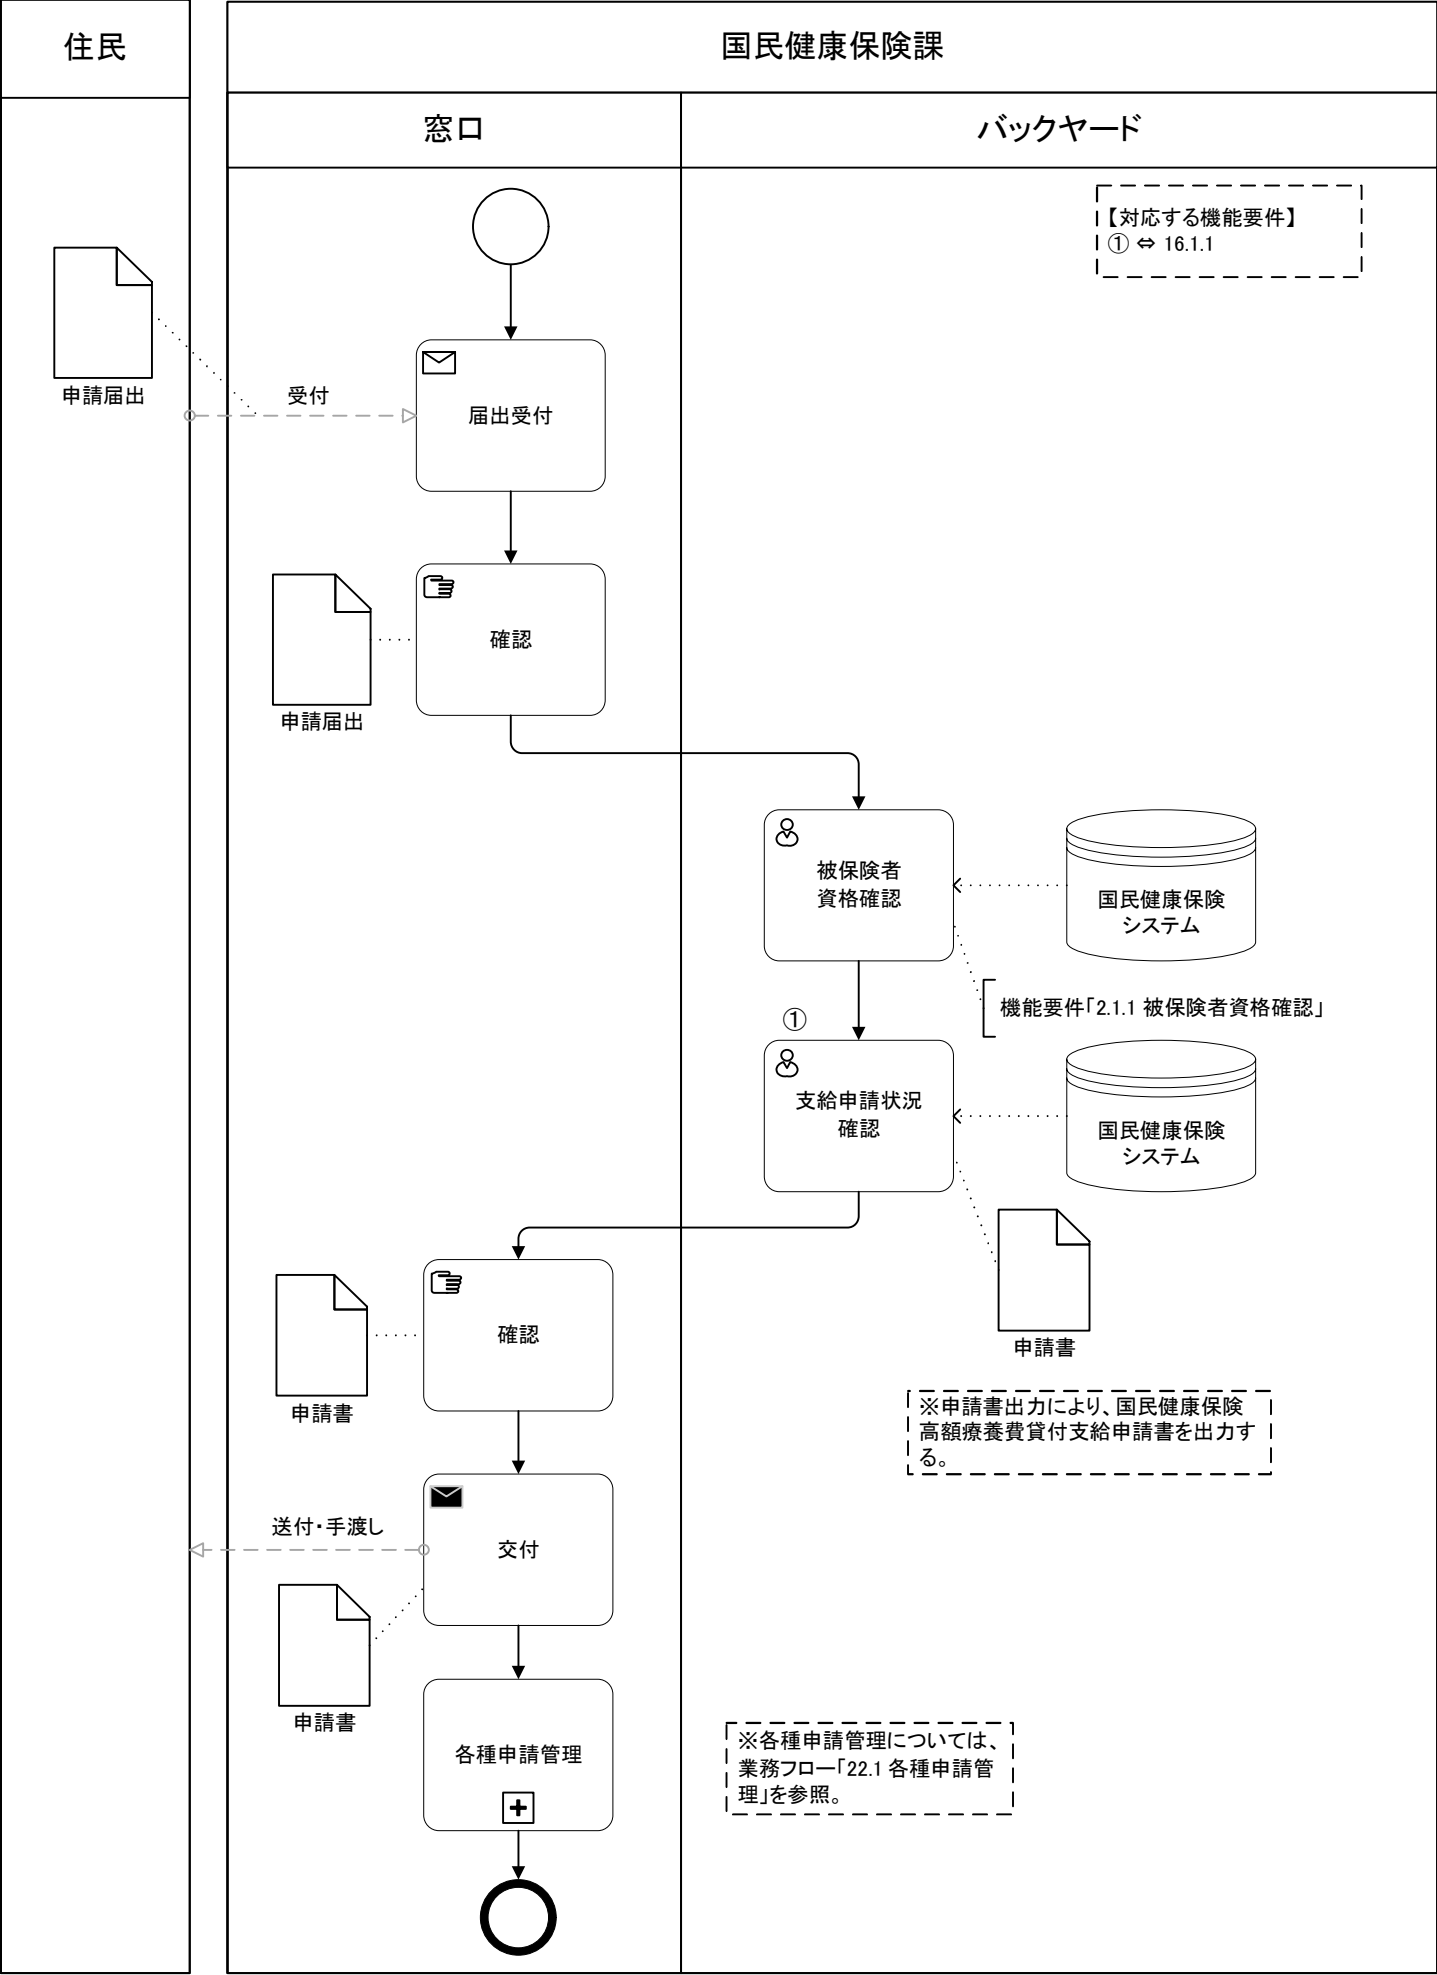 住民
国民健康保険課
窓口
バックヤード
【対応する機能要件】
① ⇔ 16.1.1
申請届出
受付
届出受付
確認
申請届出
被保険者
資格確認
国民健康保険
システム
機能要件「2.1.1 被保険者資格確認」
①
支給申請状況
確認
国民健康保険
システム
申請書
確認
申請書
※申請書出力により、国民健康保険
高額療養費貸付支給申請書を出力す
る。
送付・手渡し
交付
申請書
各種申請管理
※各種申請管理については、
業務フロー「22.1 各種申請管
理」を参照。